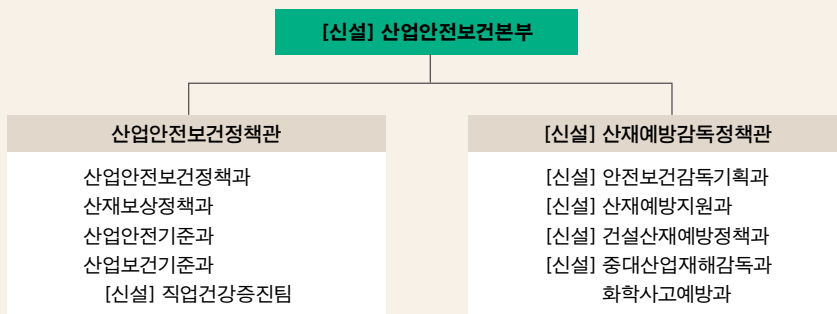 [신설] 산업안전보건본부
산업안전보건정책관
산업안전보건정책과
산재보상정책과
산업안전기준과
산업보건기준과
[신설] 직업건강증진팀
[신설] 산재예방감독정책관
[신설] 안전보건감독기획과
[신설] 산재예방지원과
[신설] 건설산재예방정책과
[신설] 중대산업재해감독과
화학사고예방과